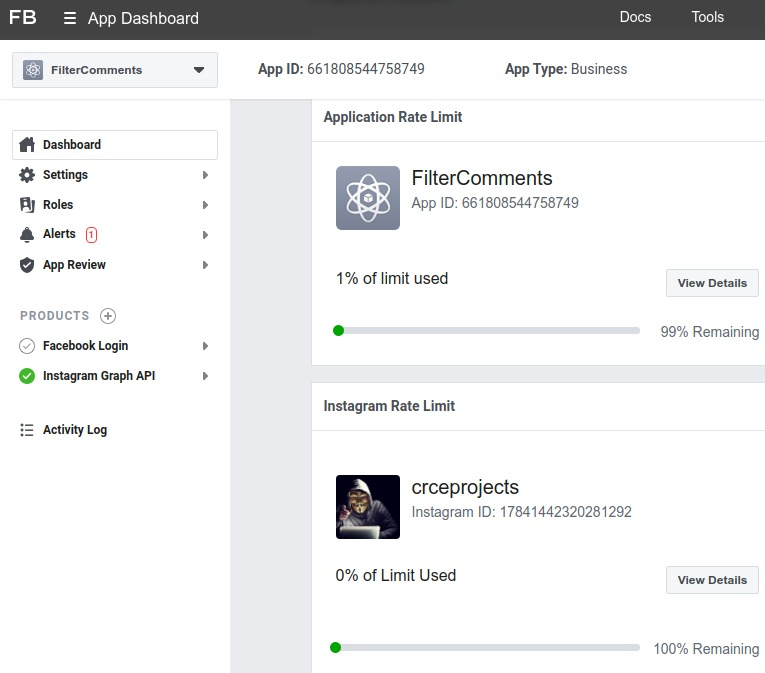 FB ☰ App Dashboard Docs Tools
FilterComments
App ID: 661808544758749 App Type: Business
Dashboard
Settings
Roles
Alerts 1
App Review
PRODUCTS
Facebook Login
Instagram Graph API
Activity Log
Application Rate Limit
FilterComments
App ID: 661808544758749
1% of limit used
View Details
99% Remaining
Instagram Rate Limit
crceprojects
Instagram ID: 17841442320281292
0% of Limit Used
View Details
100% Remaining